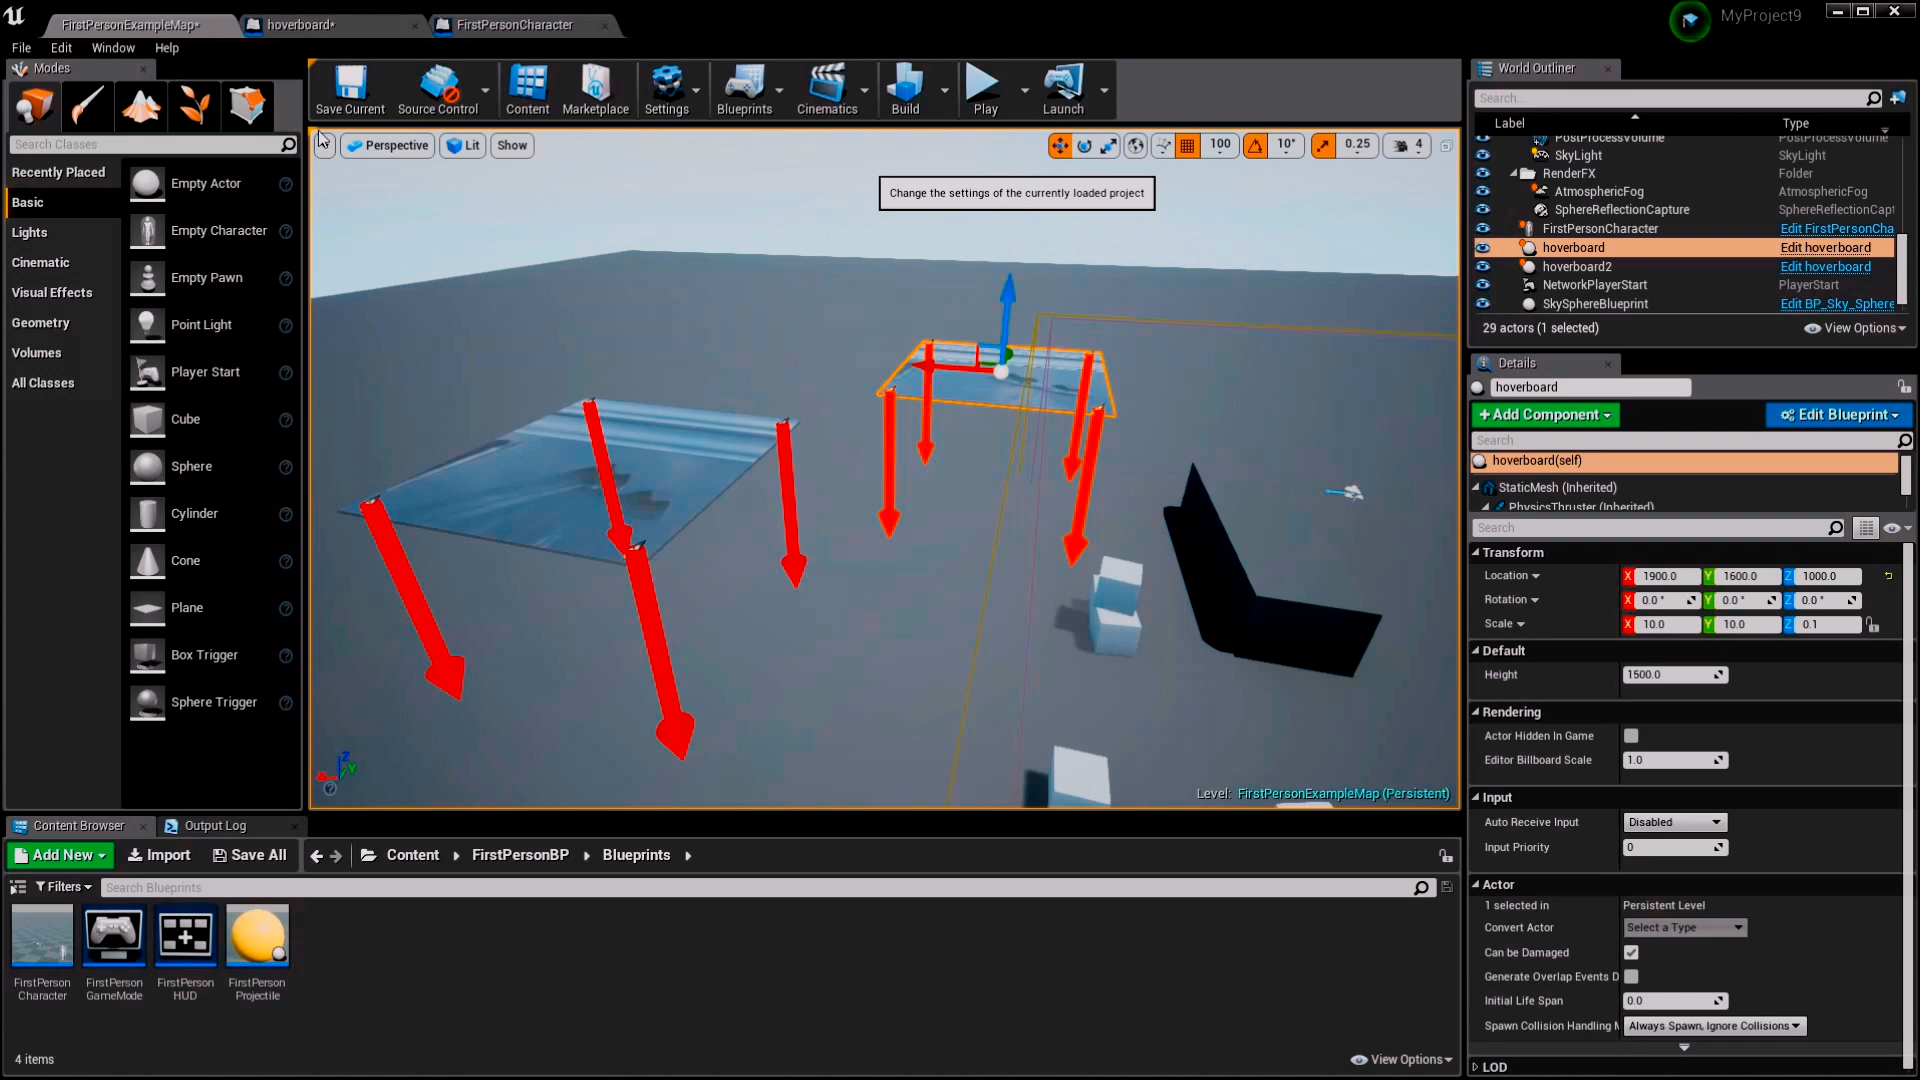 FirstPersonExampleMap*
hoverboard*
FirstPersonCharacter
MyProject9
File Edit Window Help
Modes
Save Current
Source Control
Content
Marketplace
Settings
Blueprints
Cinematics
Build
Play
Launch
Search Classes
Recently Placed
Basic
Lights
Cinematic
Visual Effects
Geometry
Volumes
All Classes
Empty Actor
Empty Character
Empty Pawn
Point Light
Player Start
Cube
Sphere
Cylinder
Cone
Plane
Box Trigger
Sphere Trigger
Perspective
Lit
Show
100
10°
0.25
4
Change the settings of the currently loaded project
Level: FirstPersonExampleMap (Persistent)
World Outliner
Search...
Label Type
PostProcessVolume PostProcessVolume
SkyLight SkyLight
RenderFX Folder
AtmosphericFog AtmosphericFog
SphereReflectionCapture SphereReflectionCapt
FirstPersonCharacter Edit FirstPersonCha
hoverboard Edit hoverboard
hoverboard2 Edit hoverboard
NetworkPlayerStart PlayerStart
SkySphereBlueprint Edit BP_Sky_Sphere
29 actors (1 selected) View Options
Details
hoverboard
+Add Component Edit Blueprint
Search
hoverboard(self)
StaticMesh (Inherited)
PhysicsThruster (Inherited)
Search
Transform
Location X 1900.0 Y 1600.0 Z 1000.0
Rotation X 0.0° Y 0.0° Z 0.0°
Scale X 10.0 Y 10.0 Z 0.1
Default
Height 1500.0
Rendering
Actor Hidden In Game
Editor Billboard Scale 1.0
Input
Auto Receive Input Disabled
Input Priority 0
Actor
1 selected in Persistent Level
Convert Actor Select a Type
Can be Damaged
Generate Overlap Events D
Initial Life Span 0.0
Spawn Collision Handling M Always Spawn, Ignore Collisions
LOD
Content Browser
Output Log
Add New Import Save All Content FirstPersonBP Blueprints
Filters Search Blueprints
FirstPerson
Character
FirstPerson
GameMode
FirstPerson
HUD
FirstPerson
Projectile
4 items
View Options